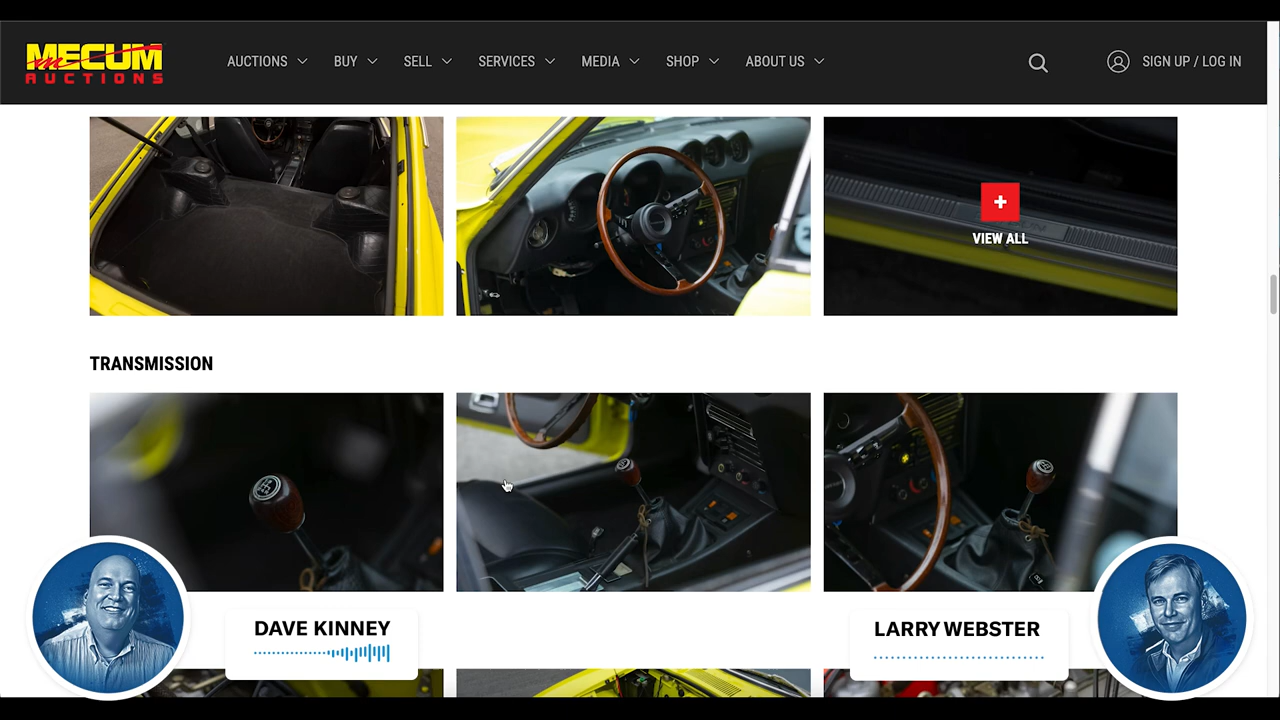 MECUM
AUCTIONS
AUCTIONS
BUY
SELL
SERVICES
MEDIA
SHOP
ABOUT US
SIGN UP / LOG IN
VIEW ALL
TRANSMISSION
DAVE KINNEY
LARRY WEBSTER